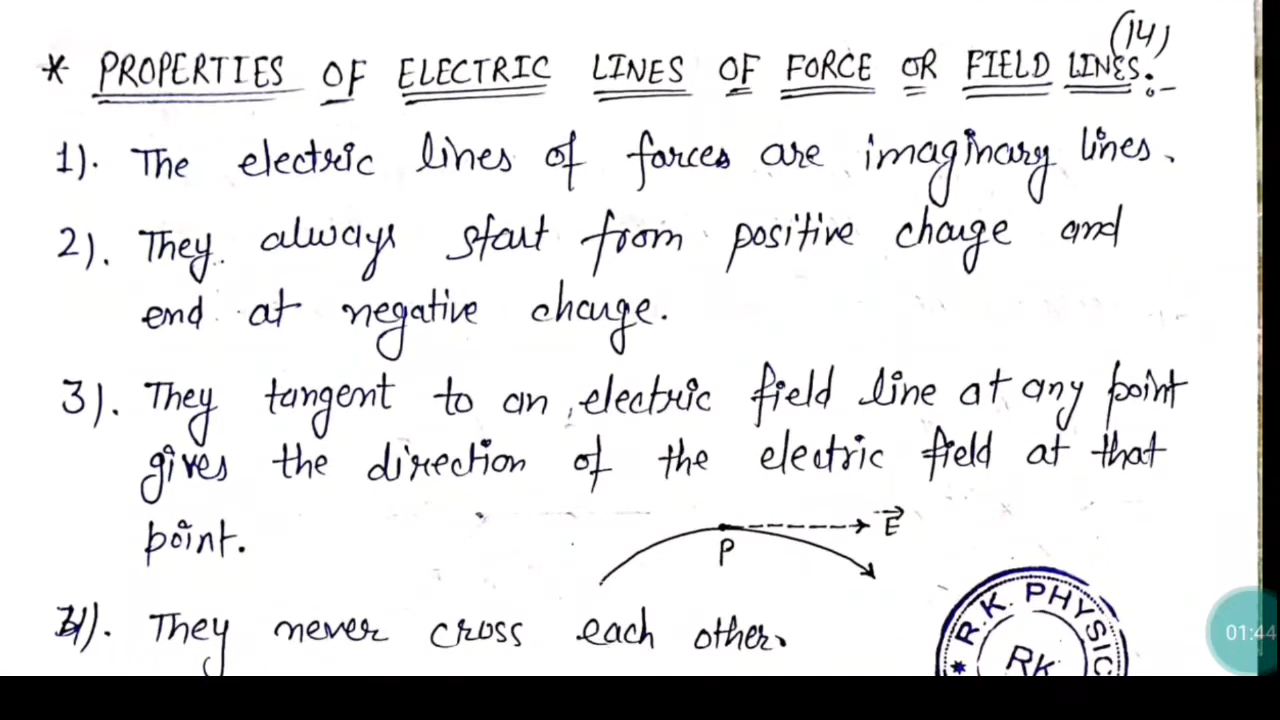 (14)
* PROPERTIES OF ELECTRIC LINES OF FORCE OR FIELD LINES:-
1). The electric lines of forces are imaginary lines.
2). They always start from positive charge and
end at negative charge.
3). They tangent to an electric field line at any point
gives the direction of the electric field at that
point.
P E
4). They never cross each other.
R.K. PHYSIC
RK
01:44